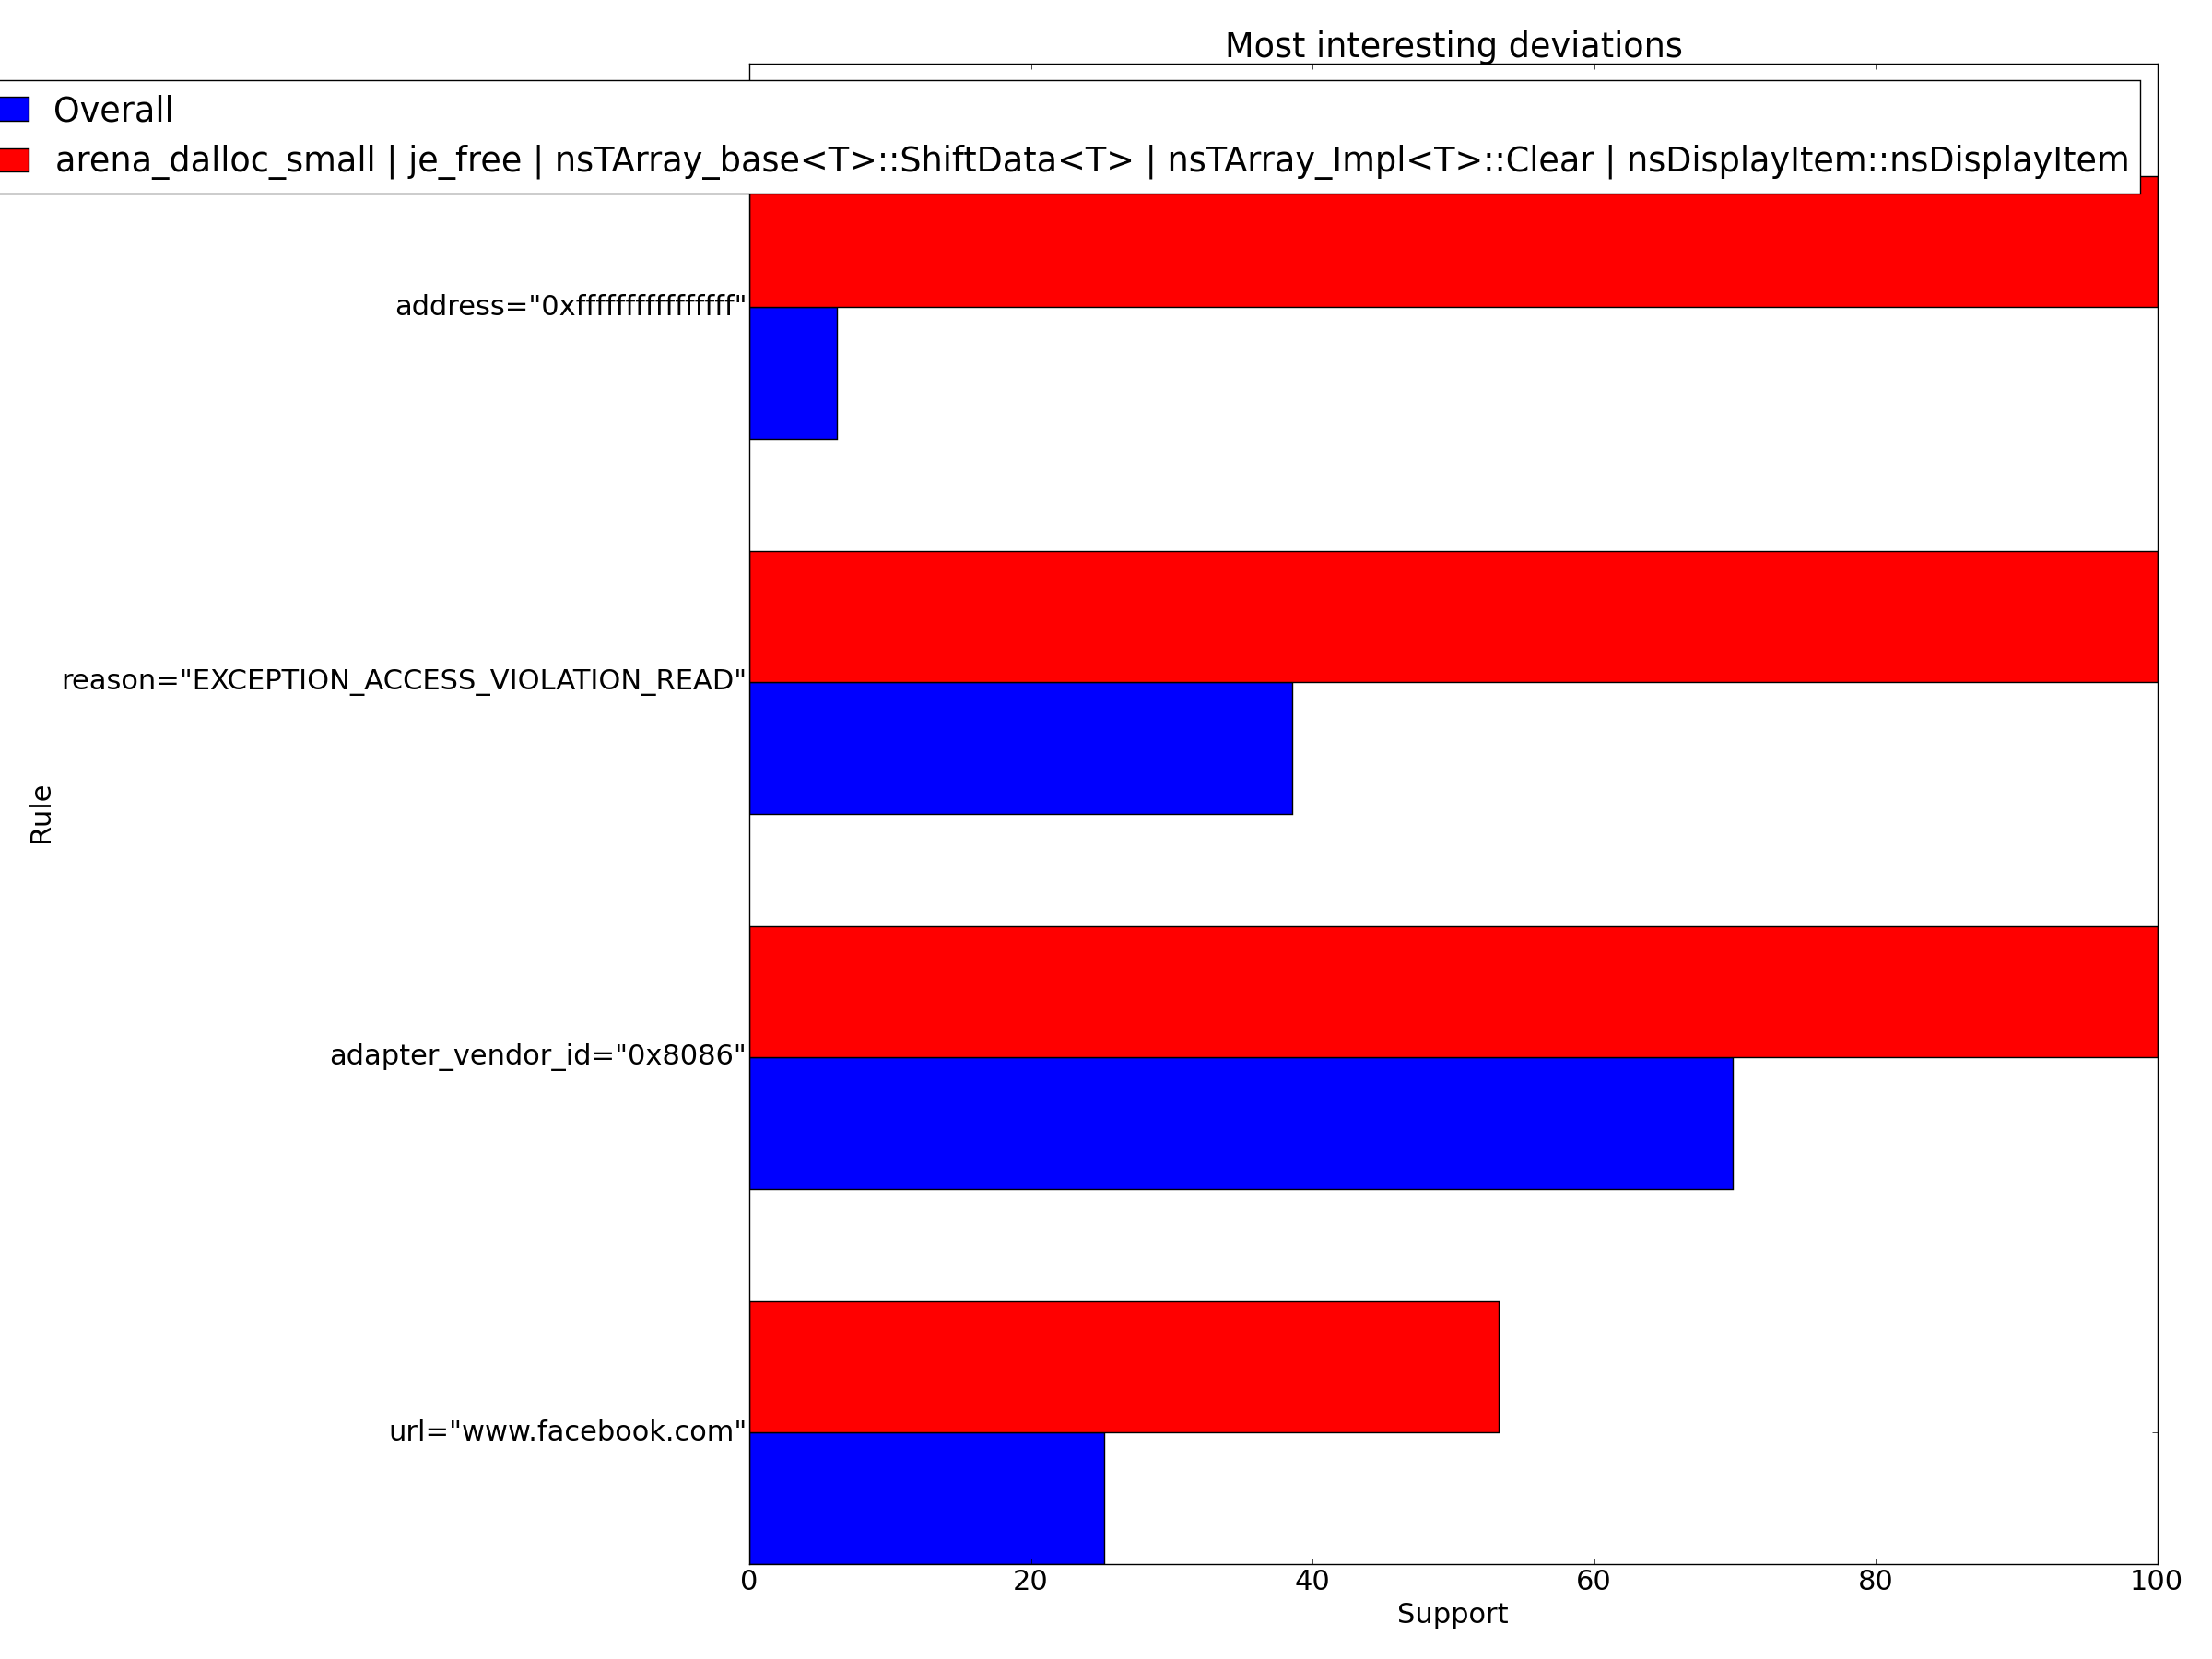 Most interesting deviations
Overall
arena_dalloc_small | je_free | nsTArray_base<T>::ShiftData<T> | nsTArray_Impl<T>::Clear | nsDisplayItem::nsDisplayItem
address="0xffffffffffffffff"
reason="EXCEPTION_ACCESS_VIOLATION_READ"
Rule
adapter_vendor_id="0x8086"
url="www.facebook.com"
0 20 40 60 80 100
Support